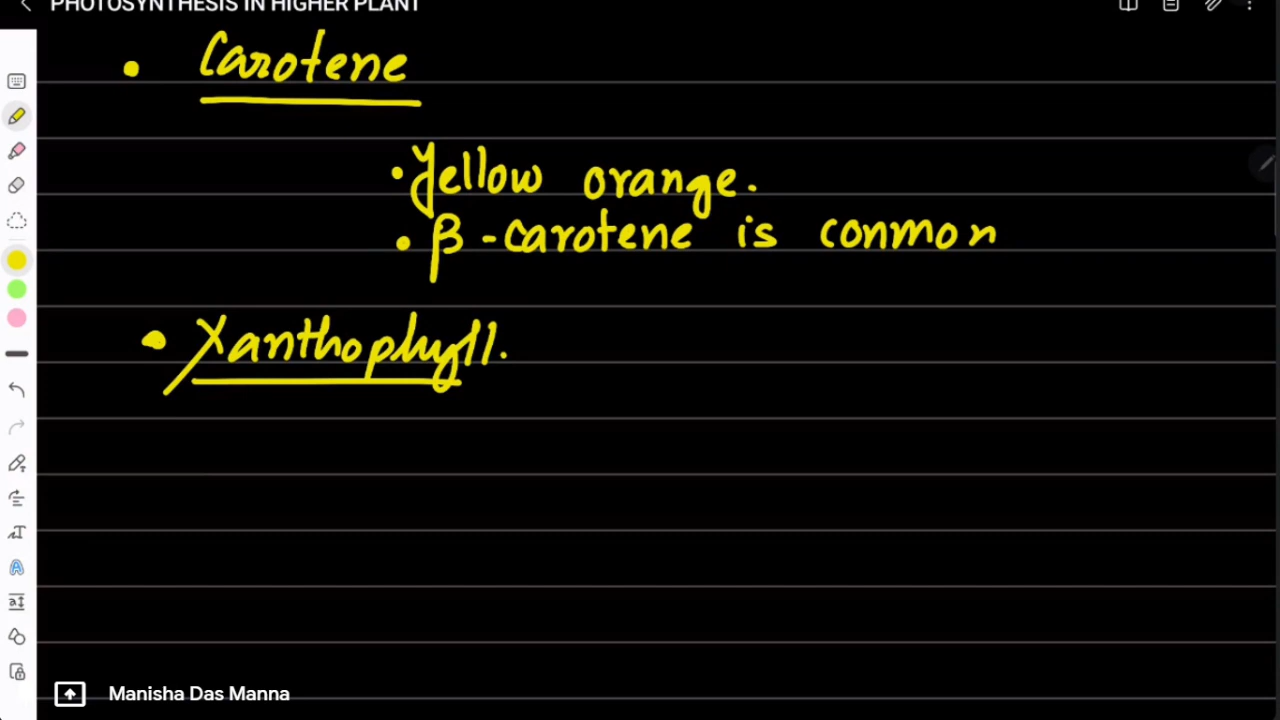 PHOTOSYNTHESIS IN HIGHER PLANT
• Carotene
• Yellow orange.
• β-carotene is conmon
• Xanthophyll.
Manisha Das Manna